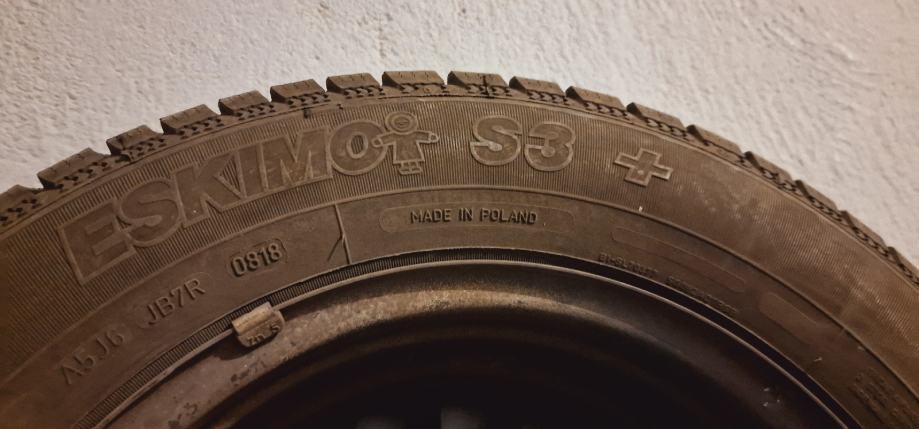 ESKIMO S3 +
MADE IN POLAND
A5J6 JB7R 0818